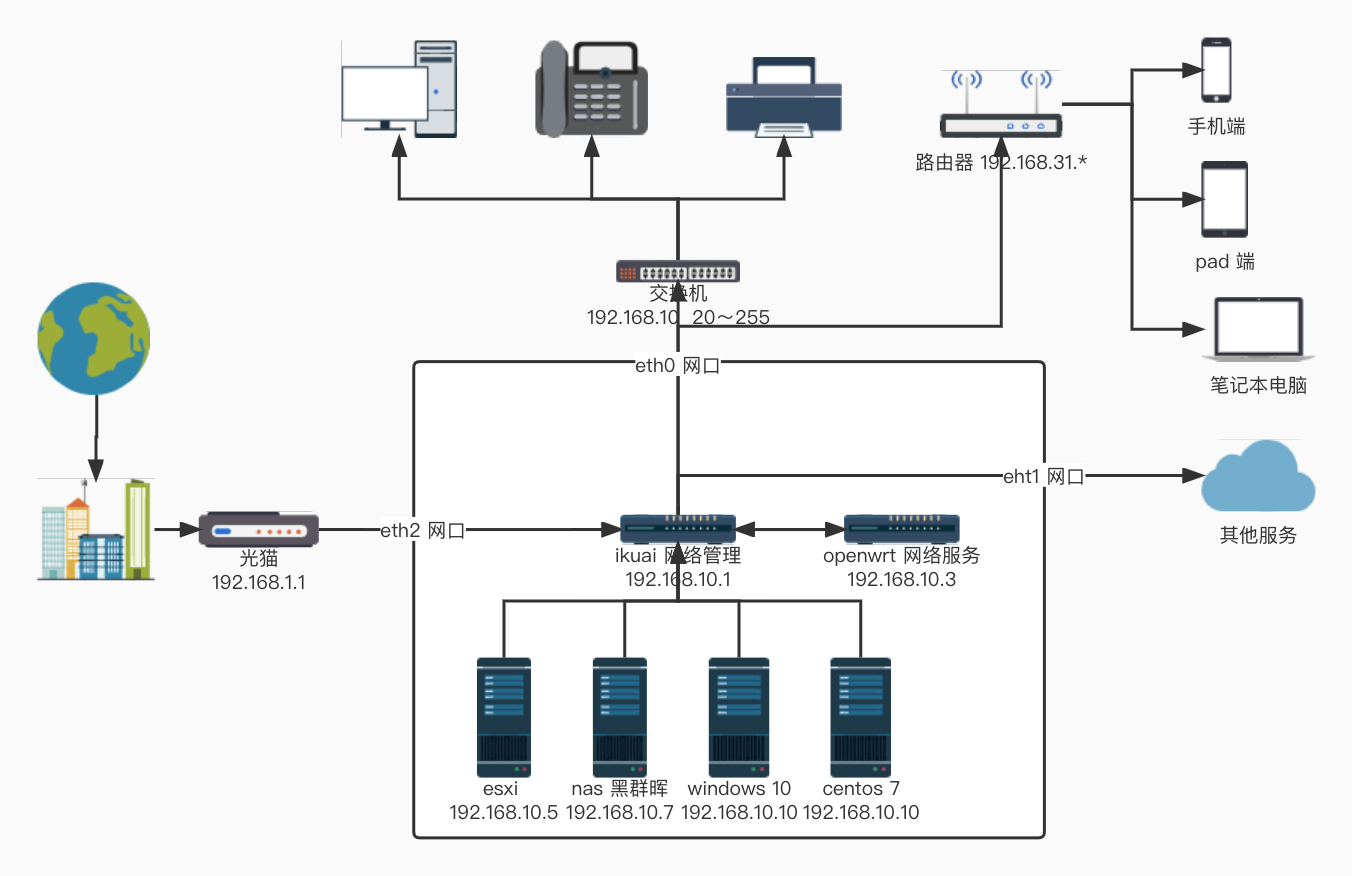 手机端
路由器 192.168.31.*
pad 端
交换机
192.168.10 20～255
eth0 网口
笔记本电脑
eht1 网口
eth2 网口
其他服务
光猫
192.168.1.1
ikuai 网络管理
192.168.10.1
openwrt 网络服务
192.168.10.3
esxi
192.168.10.5
nas 黑群晖
192.168.10.7
windows 10
192.168.10.10
centos 7
192.168.10.10